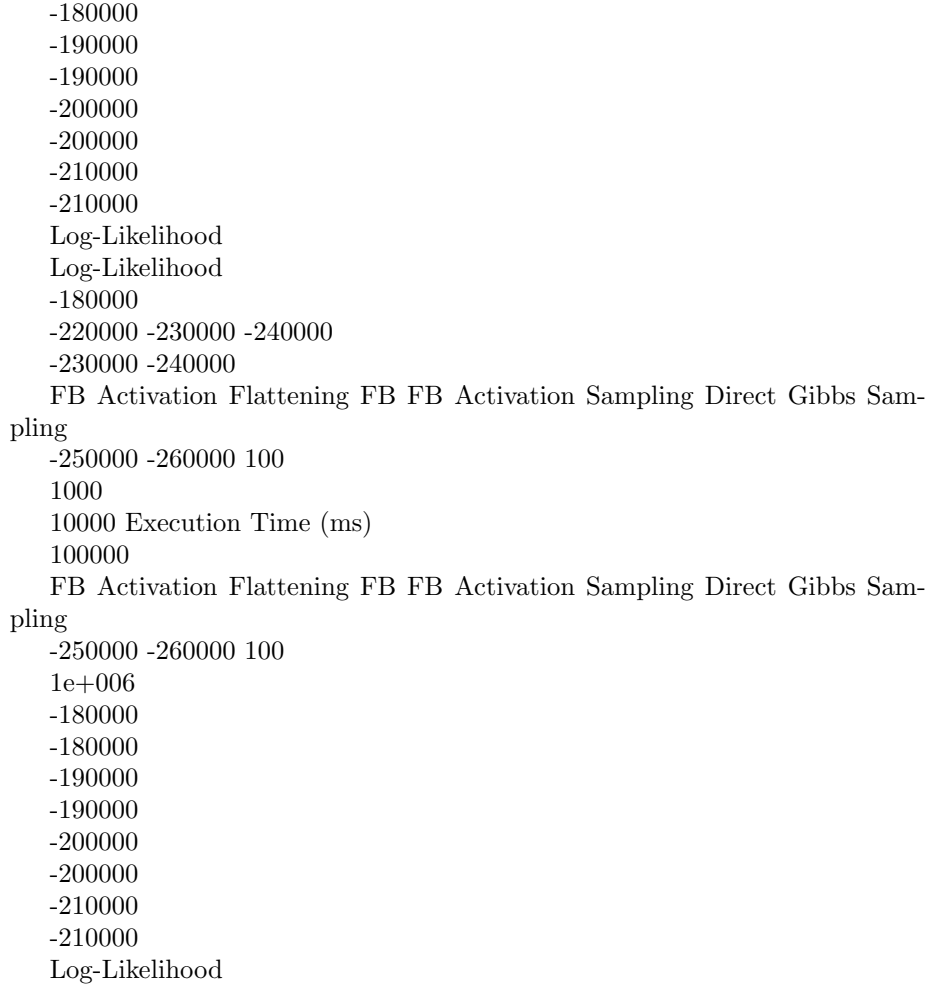 -180000
-190000
-190000
-200000
-200000
-210000
-210000
Log-Likelihood
Log-Likelihood
-180000
-220000 -230000 -240000
-230000 -240000
FB Activation Flattening FB FB Activation Sampling Direct Gibbs Sam-
pling
-250000 -260000 100
1000
10000 Execution Time (ms)
100000
FB Activation Flattening FB FB Activation Sampling Direct Gibbs Sam-
pling
-250000 -260000 100
1e+006
-180000
-180000
-190000
-190000
-200000
-200000
-210000
-210000
Log-Likelihood